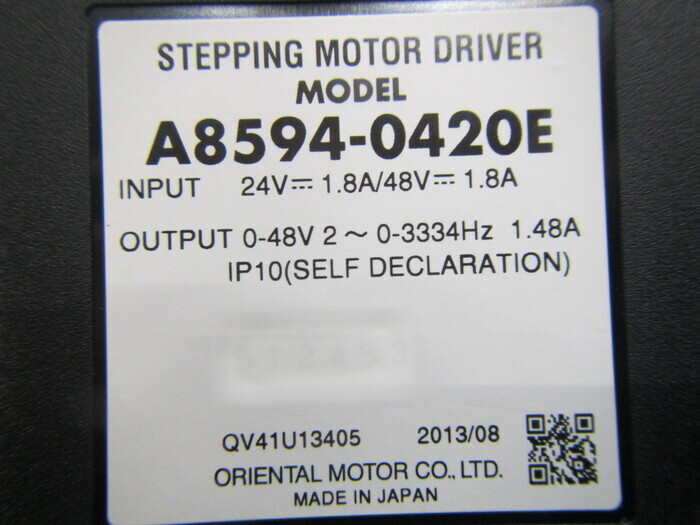 STEPPING MOTOR DRIVER
MODEL
A8594-0420E
INPUT 24V⎓ 1.8A/48V⎓ 1.8A
OUTPUT 0-48V 2～ 0-3334Hz 1.48A
IP10(SELF DECLARATION)
QV41U13405 2013/08
ORIENTAL MOTOR CO., LTD.
MADE IN JAPAN